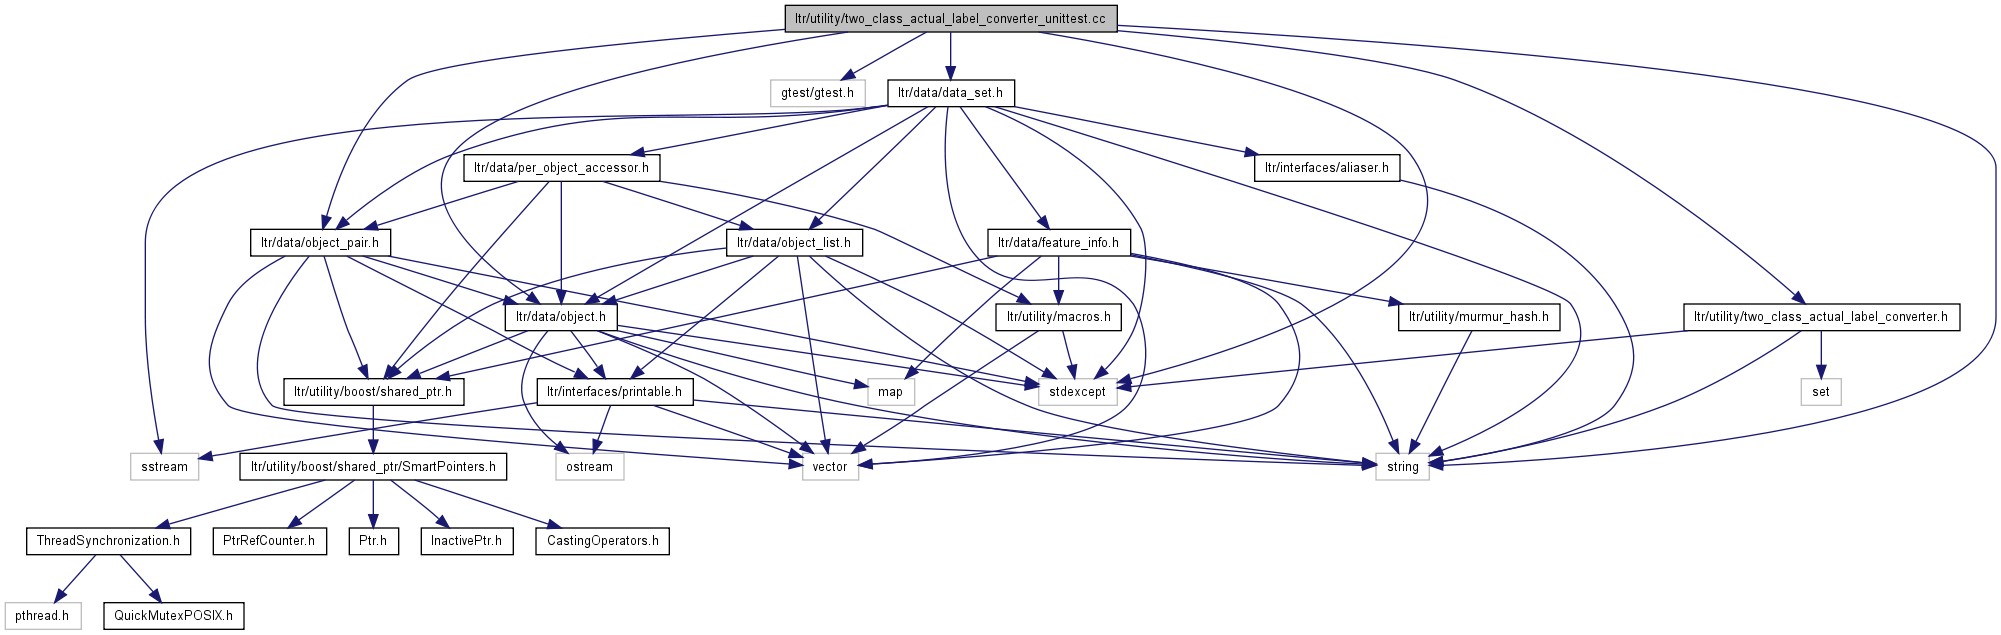 ltr/utility/two_class_actual_label_converter_unittest.cc
gtest/gtest.h
ltr/data/data_set.h
ltr/data/per_object_accessor.h
ltr/interfaces/aliaser.h
ltr/data/object_pair.h
ltr/data/object_list.h
ltr/data/feature_info.h
ltr/data/object.h
ltr/utility/macros.h
ltr/utility/murmur_hash.h
ltr/utility/two_class_actual_label_converter.h
ltr/utility/boost/shared_ptr.h
ltr/interfaces/printable.h
map
stdexcept
set
sstream
ltr/utility/boost/shared_ptr/SmartPointers.h
ostream
vector
string
ThreadSynchronization.h
PtrRefCounter.h
Ptr.h
InactivePtr.h
CastingOperators.h
pthread.h
QuickMutexPOSIX.h